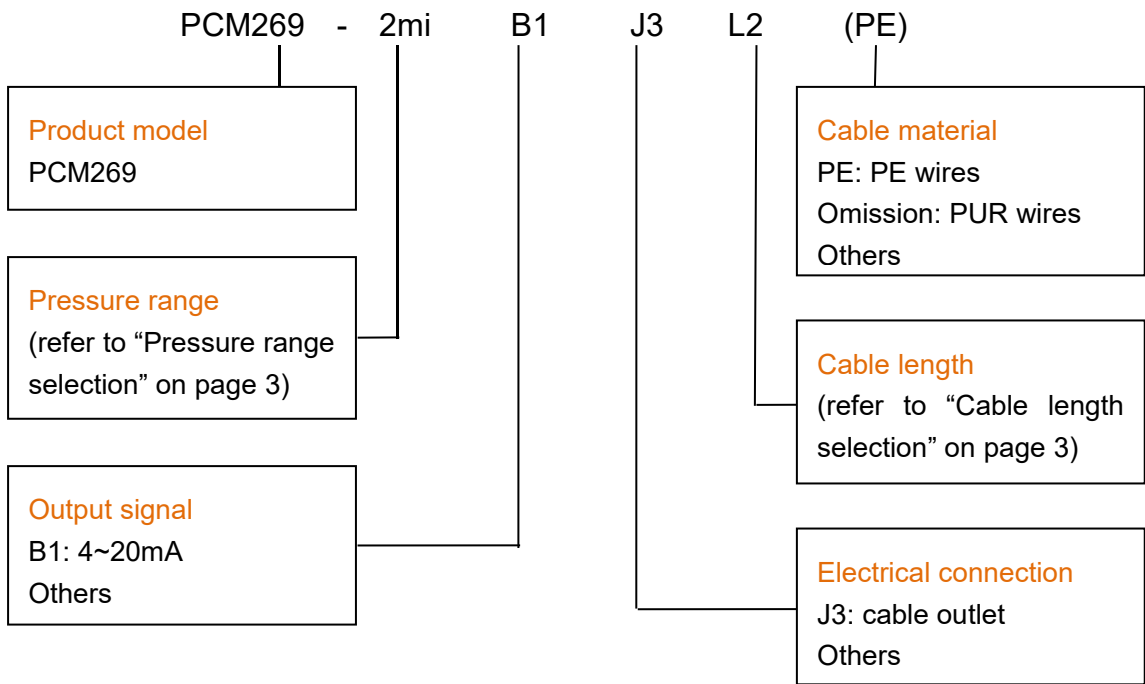 PCM269 - 2mi B1 J3 L2 (PE)
Product model
PCM269
Pressure range
(refer to “Pressure range
selection” on page 3)
Output signal
B1: 4~20mA
Others
Cable material
PE: PE wires
Omission: PUR wires
Others
Cable length
(refer to “Cable length
selection” on page 3)
Electrical connection
J3: cable outlet
Others